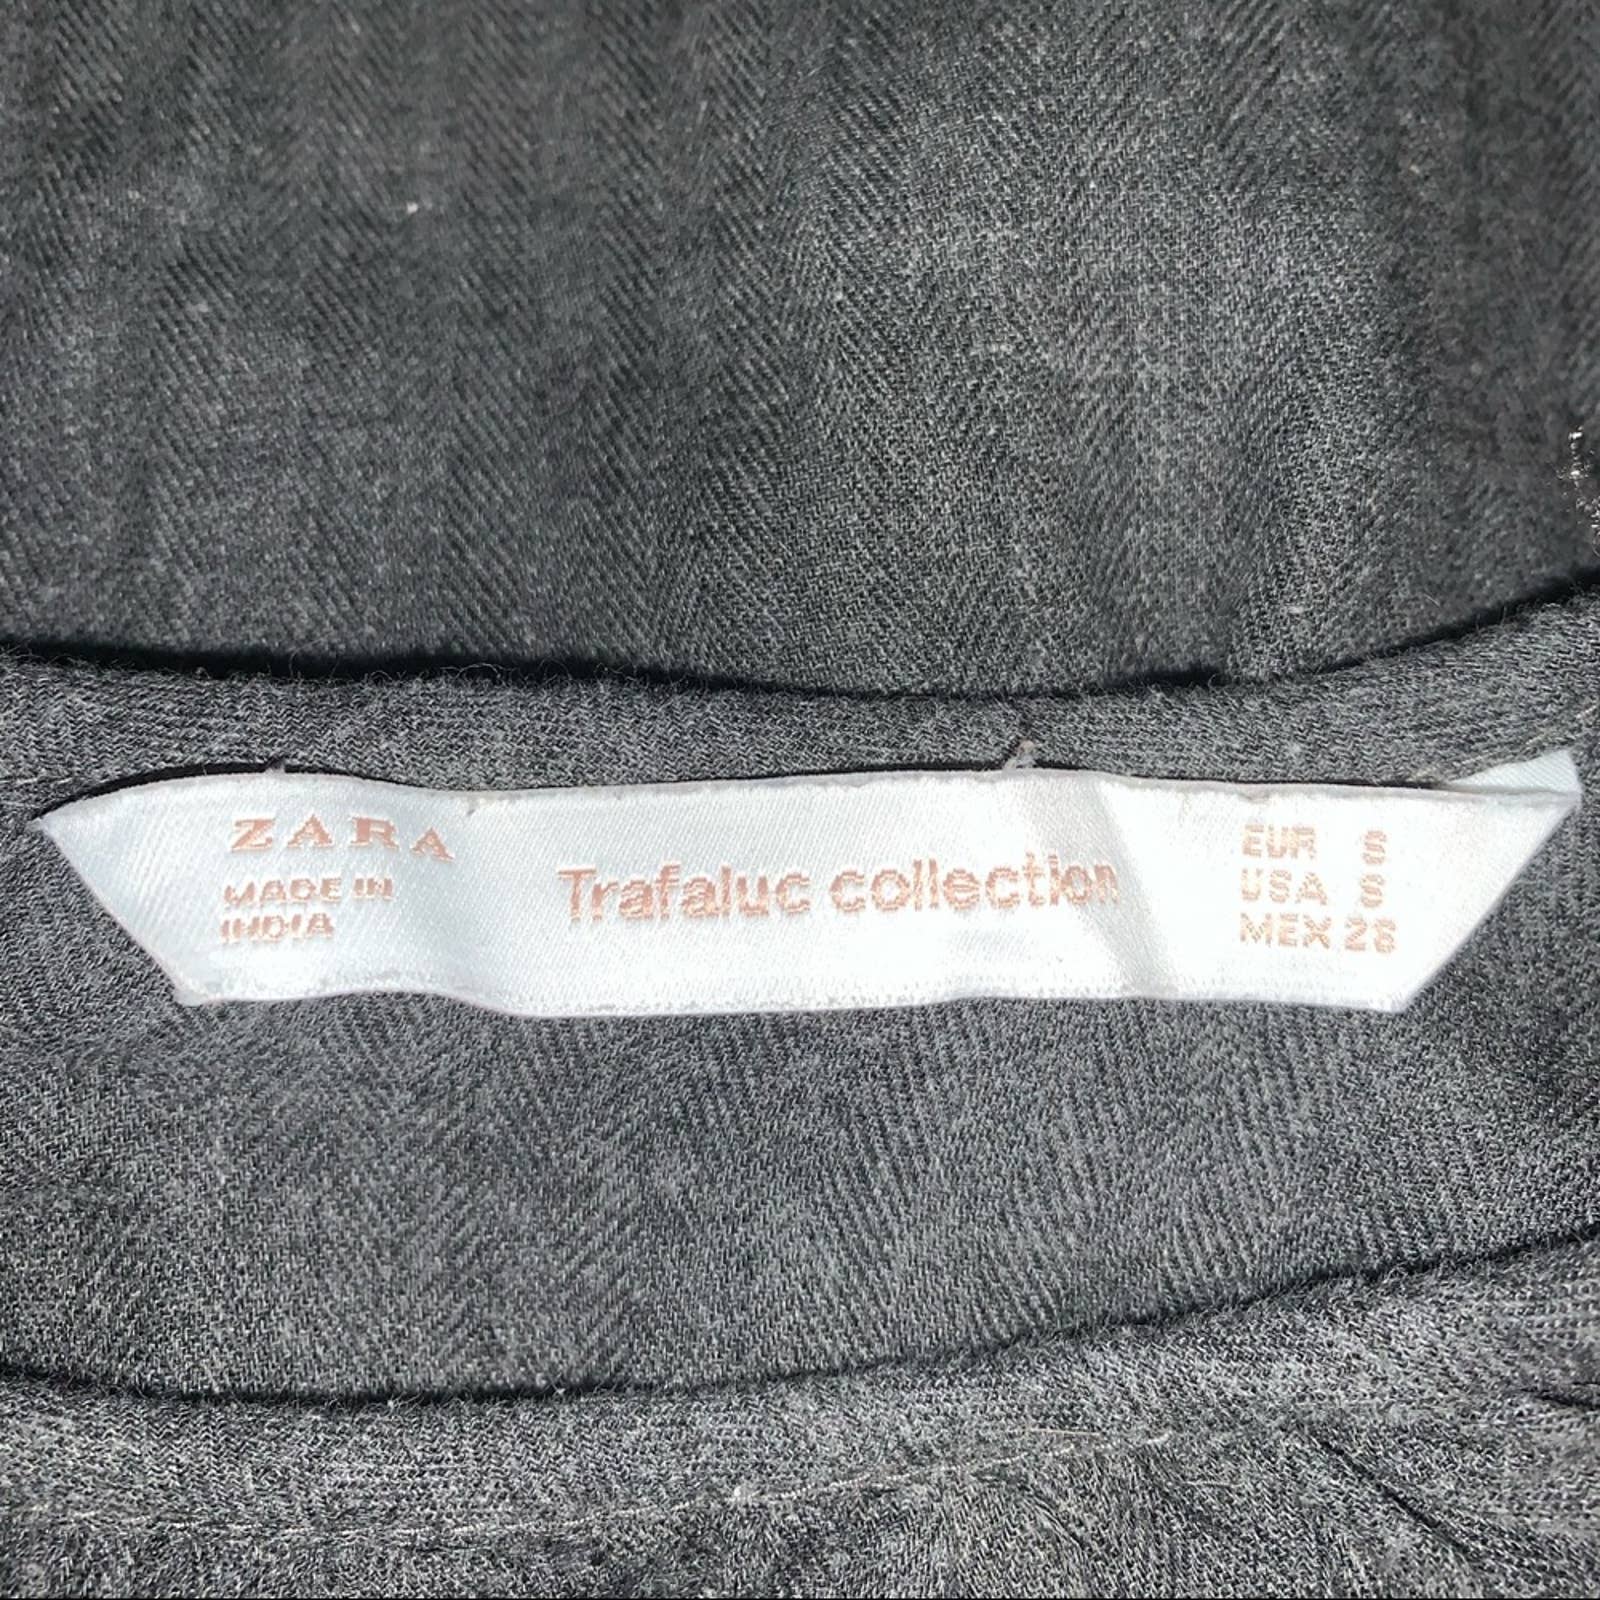 ZARA
MADE IN
INDIA
Trafaluc collection
EUR S
USA S
MEX 26